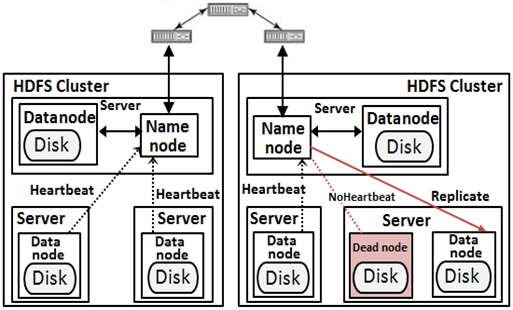 HDFS Cluster
Server
Datanode
Disk
Name
node
Heartbeat
Heartbeat
Server
Data
node
Disk
Server
Data
node
Disk
HDFS Cluster
Server
Name
node
Datanode
Disk
Heartbeat
NoHeartbeat
Replicate
Server
Data
node
Disk
Server
Dead node
Disk
Data
node
Disk